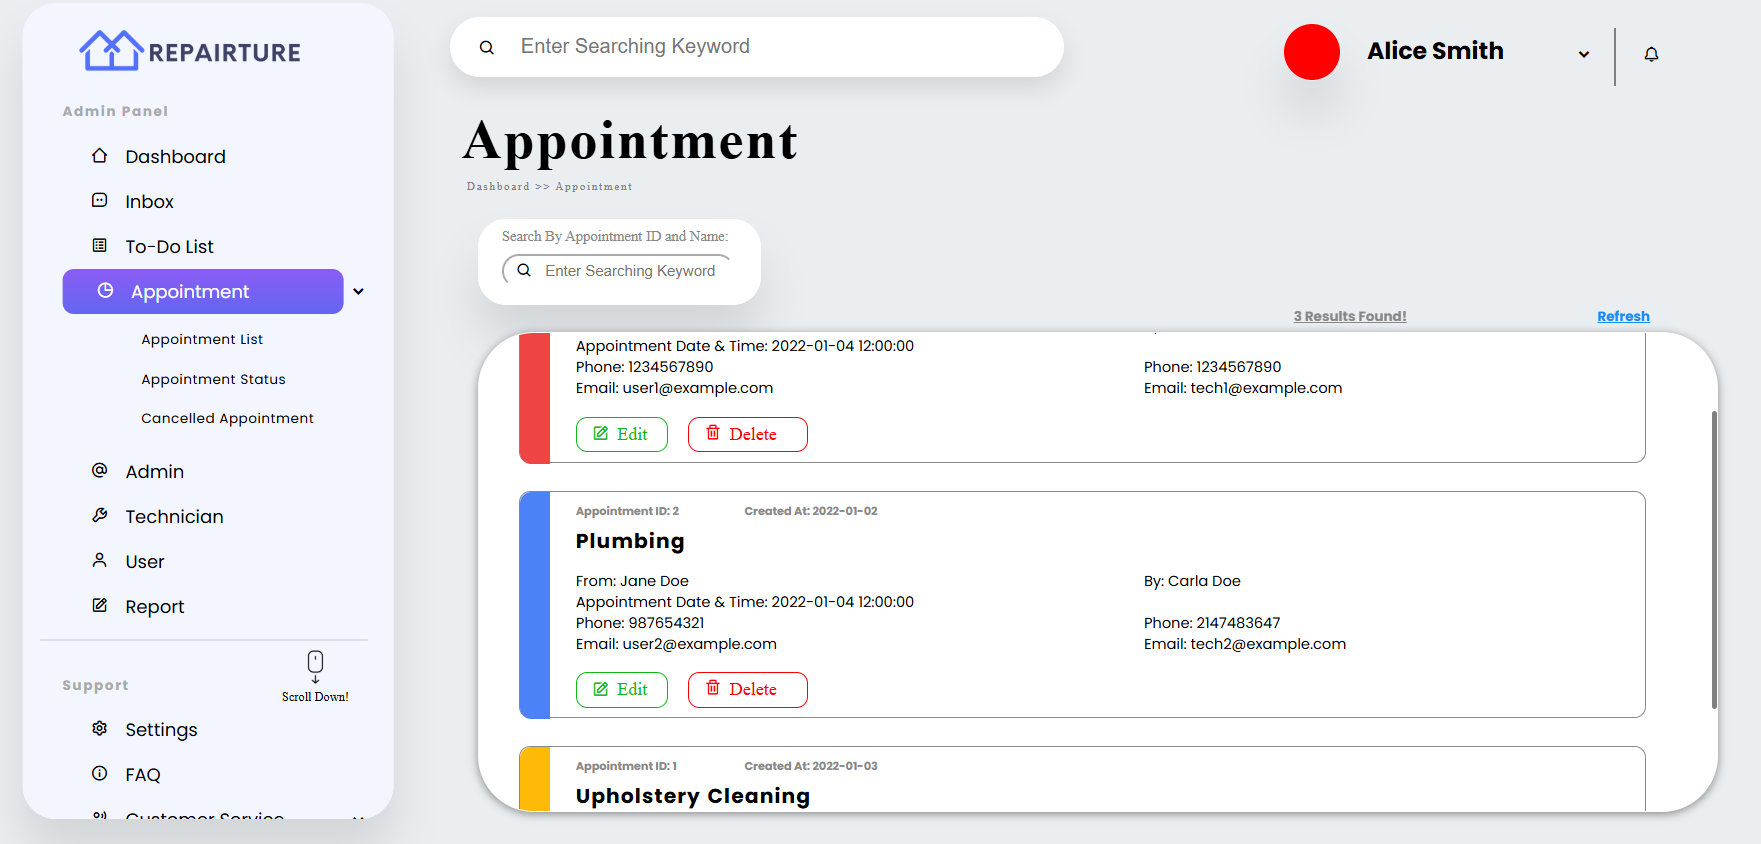 REPAIRTURE
Admin Panel
Dashboard
Inbox
To-Do List
Appointment
Appointment List
Appointment Status
Cancelled Appointment
Admin
Technician
User
Report
Scroll Down!
Support
Settings
FAQ
Customer Service
Enter Searching Keyword
Alice Smith
Appointment
Dashboard >> Appointment
Search By Appointment ID and Name:
Enter Searching Keyword
3 Results Found!
Refresh
Appointment Date & Time: 2022-01-04 12:00:00
Phone: 1234567890
Phone: 1234567890
Email: user1@example.com
Email: tech1@example.com
Edit
Delete
Appointment ID: 2
Created At: 2022-01-02
Plumbing
From: Jane Doe
By: Carla Doe
Appointment Date & Time: 2022-01-04 12:00:00
Phone: 987654321
Phone: 2147483647
Email: user2@example.com
Email: tech2@example.com
Edit
Delete
Appointment ID: 1
Created At: 2022-01-03
Upholstery Cleaning